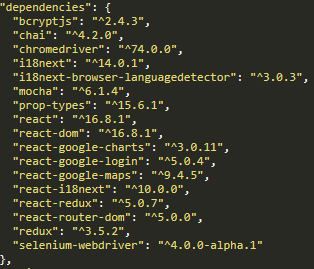 "dependencies": {
"bcryptjs": "^2.4.3",
"chai": "^4.2.0",
"chromedriver": "^74.0.0",
"i18next": "^14.0.1",
"i18next-browser-languagedetector": "^3.0.3",
"mocha": "^6.1.4",
"prop-types": "^15.6.1",
"react": "^16.8.1",
"react-dom": "^16.8.1",
"react-google-charts": "^3.0.11",
"react-google-login": "^5.0.4",
"react-google-maps": "^9.4.5",
"react-i18next": "^10.0.0",
"react-redux": "^5.0.7",
"react-router-dom": "^5.0.0",
"redux": "^3.5.2",
"selenium-webdriver": "^4.0.0-alpha.1"
},